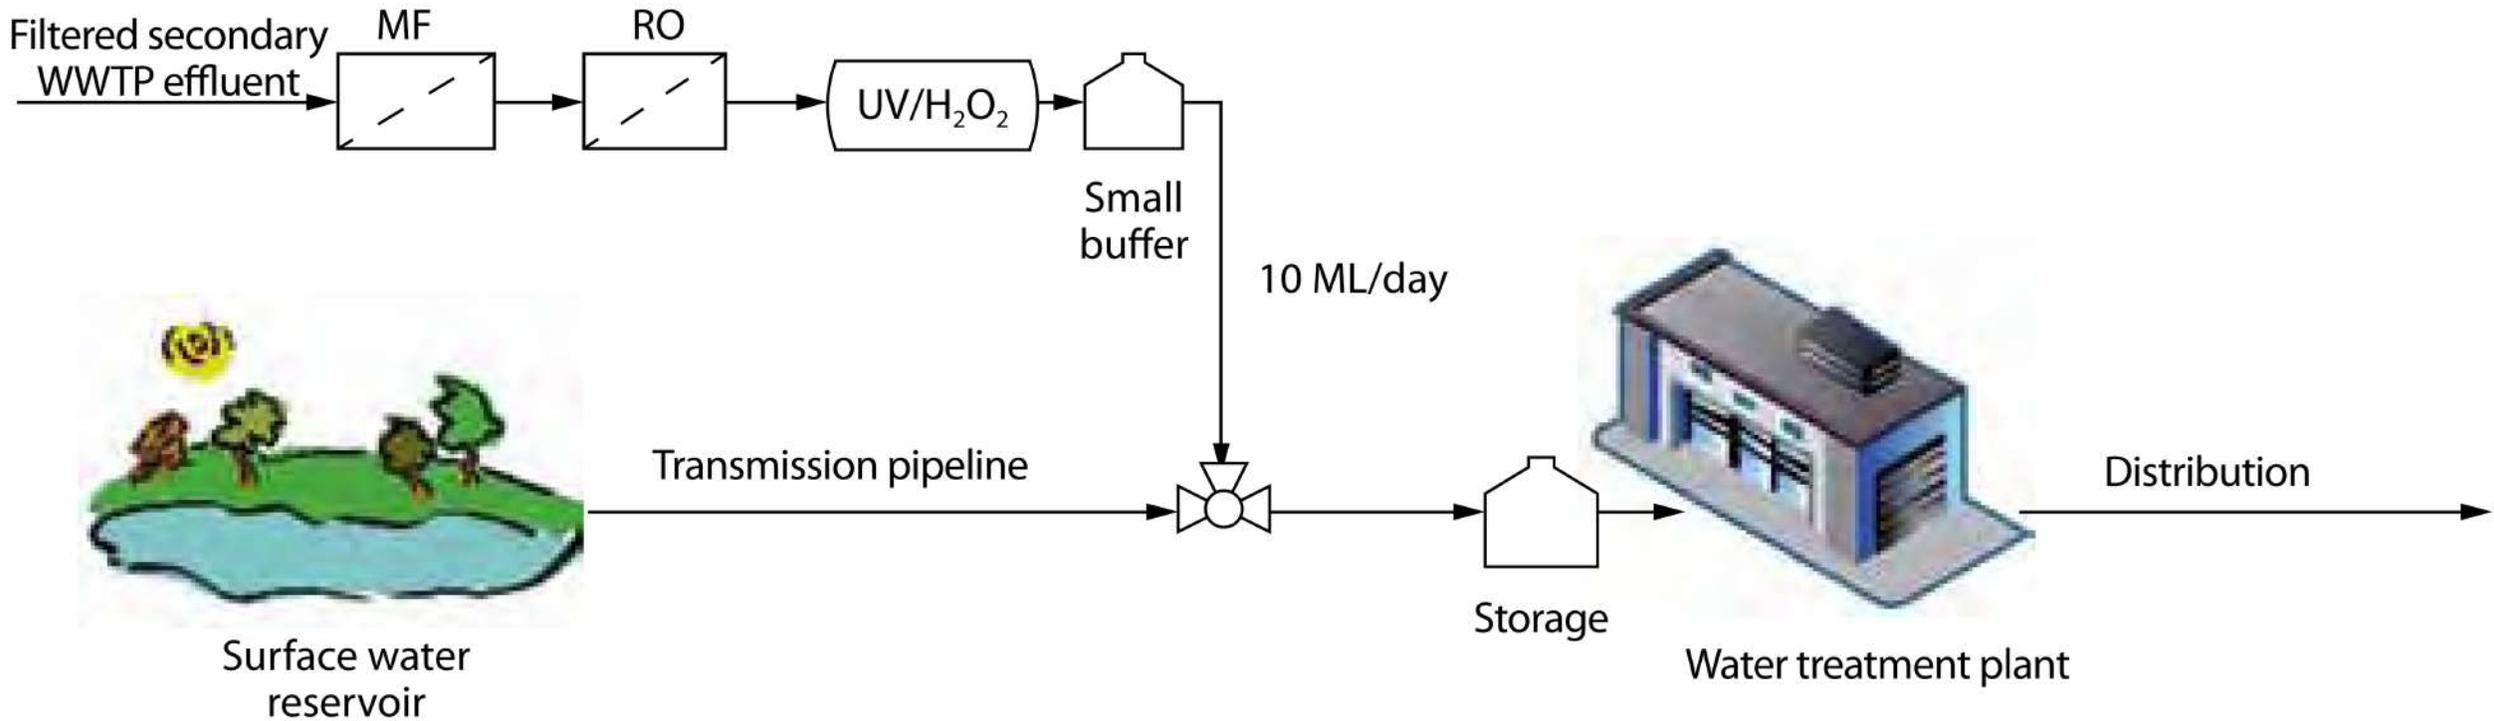 Filtered secondary
WWTP effluent
MF
RO
UV/H₂O₂
Small
buffer
10 ML/day
Transmission pipeline
Distribution
Surface water
reservoir
Storage
Water treatment plant